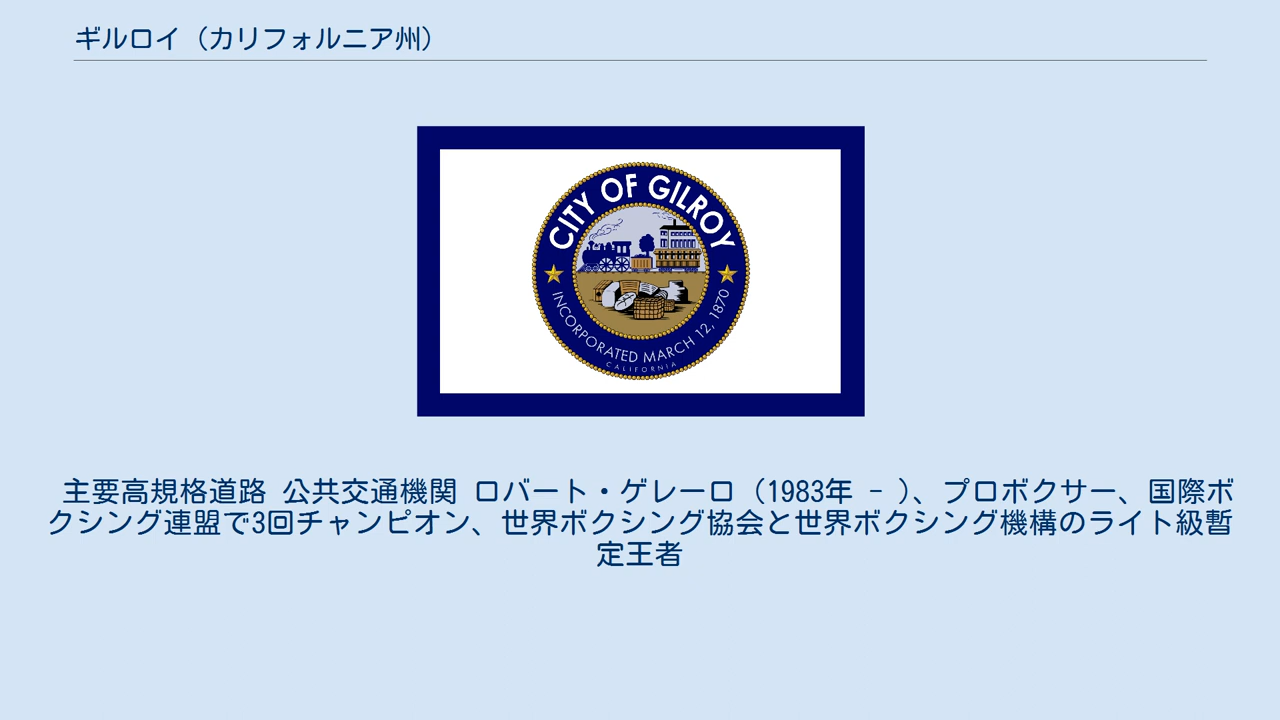 ギルロイ（カリフォルニア州）
CITY OF GILROY
INCORPORATED MARCH 12, 1870
CALIFORNIA
主要高規格道路 公共交通機関 ロバート・ゲレーロ（1983年 - ）、プロボクサー、国際ボ
クシング連盟で3回チャンピオン、世界ボクシング協会と世界ボクシング機構のライト級暫
定王者